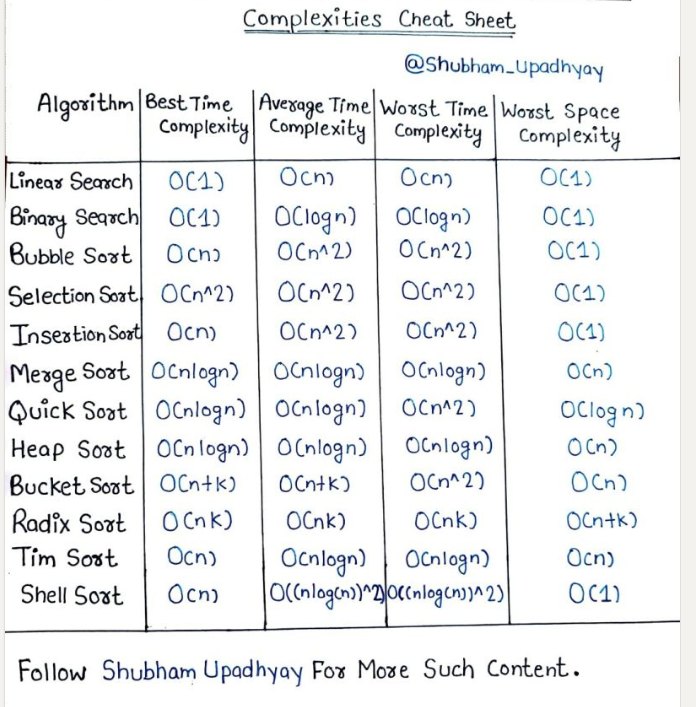 Complexities Cheat Sheet
@Shubham_Upadhyay
Algorithm Best Time Complexity Average Time Complexity Worst Time Complexity Worst Space Complexity
Linear Search O(1) O(n) O(n) O(1)
Binary Search O(1) O(logn) O(logn) O(1)
Bubble Sort O(n) O(n^2) O(n^2) O(1)
Selection Sort O(n^2) O(n^2) O(n^2) O(1)
Insertion Sort O(n) O(n^2) O(n^2) O(1)
Merge Sort O(nlogn) O(nlogn) O(nlogn) O(n)
Quick Sort O(nlogn) O(nlogn) O(n^2) O(logn)
Heap Sort O(nlogn) O(nlogn) O(nlogn) O(n)
Bucket Sort O(n+k) O(n+k) O(n^2) O(n)
Radix Sort O(nk) O(nk) O(nk) O(n+k)
Tim Sort O(n) O(nlogn) O(nlogn) O(n)
Shell Sort O(n) O((nlog(n))^2) O((nlog(n))^2) O(1)
Follow Shubham Upadhyay For More Such Content.